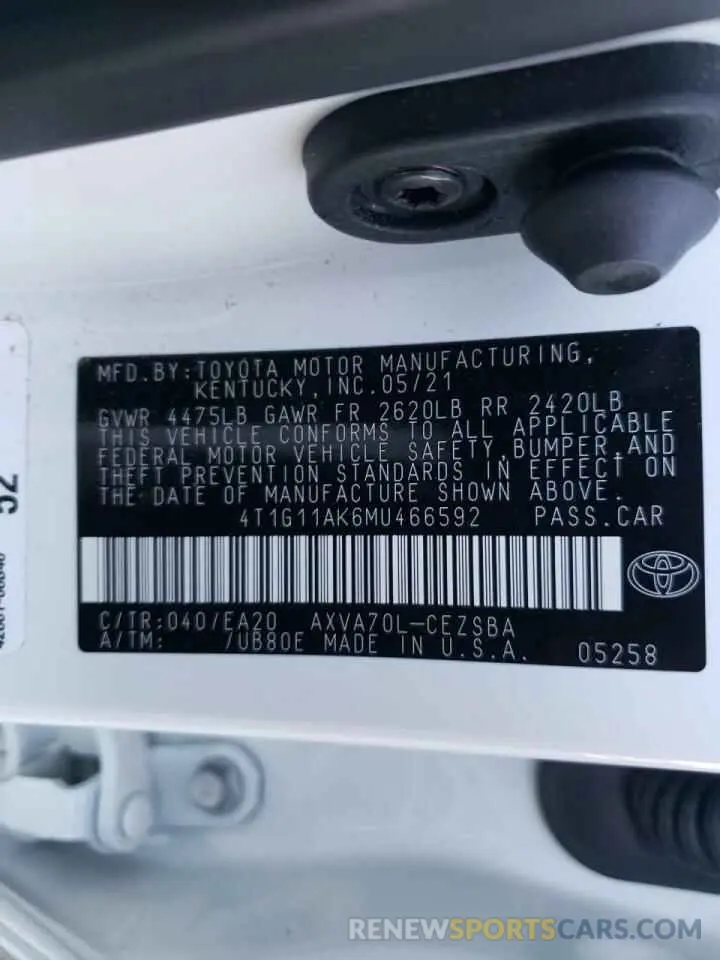 MFD.BY:TOYOTA MOTOR MANUFACTURING,
KENTUCKY,INC.05/21
GVWR 4475LB GAWR FR 2620LB RR 2420LB
THIS VEHICLE CONFORMS TO ALL APPLICABLE
FEDERAL MOTOR VEHICLE SAFETY,BUMPER,AND
THEFT PREVENTION STANDARDS IN EFFECT ON
THE DATE OF MANUFACTURE SHOWN ABOVE.
4T1G11AK6MU466592 PASS.CAR
C/TR:040/EA20 AXVA70L-CEZSBA
A/TM: /UB80E MADE IN U.S.A. 05258
52
RENEWSPORTSCARS.COM